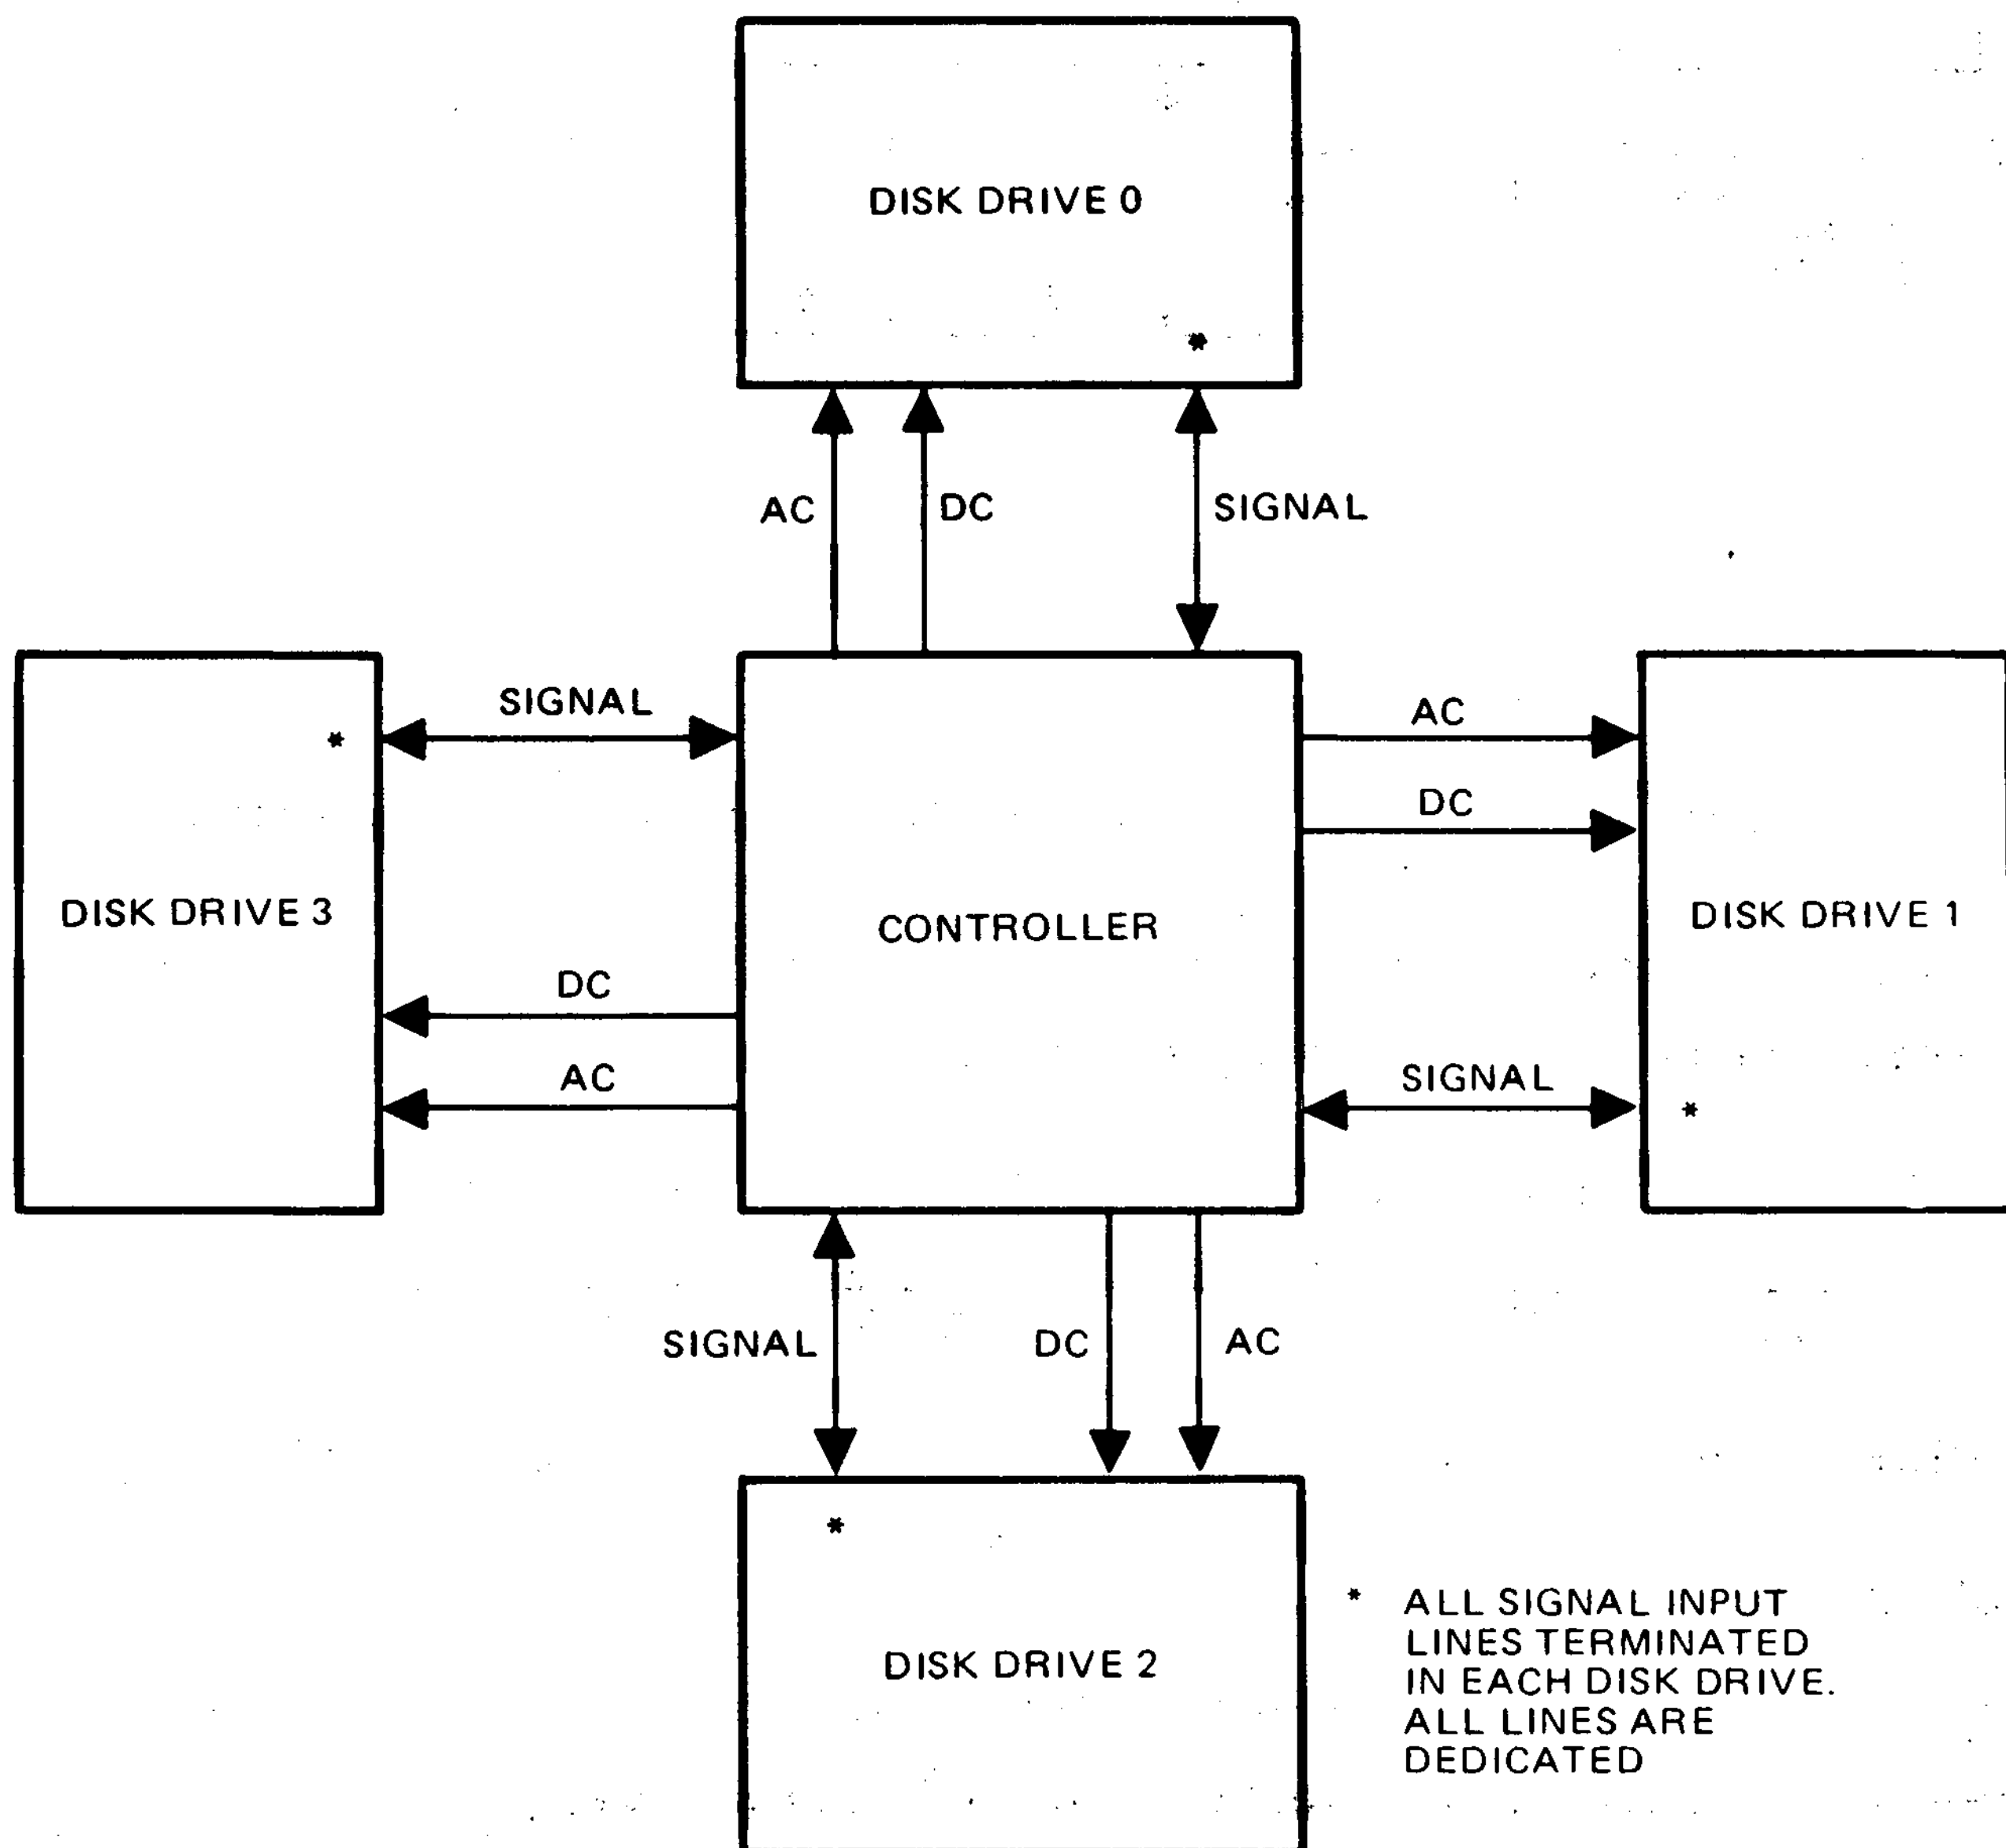 DISK DRIVE 0
AC
DC
SIGNAL
SIGNAL
AC
DC
DISK DRIVE 3
CONTROLLER
DISK DRIVE 1
DC
AC
SIGNAL
SIGNAL
DC
AC
DISK DRIVE 2
* ALL SIGNAL INPUT
LINES TERMINATED
IN EACH DISK DRIVE.
ALL LINES ARE
DEDICATED